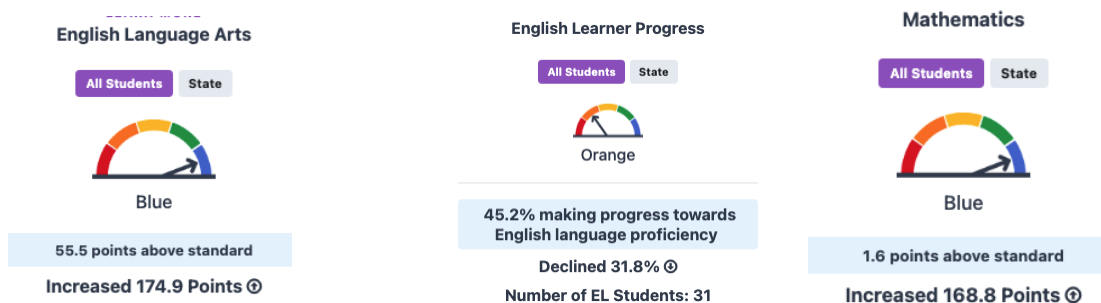 English Language Arts
All Students State
Blue
55.5 points above standard
Increased 174.9 Points
English Learner Progress
All Students State
Orange
45.2% making progress towards
English language proficiency
Declined 31.8%
Number of EL Students: 31
Mathematics
All Students State
Blue
1.6 points above standard
Increased 168.8 Points